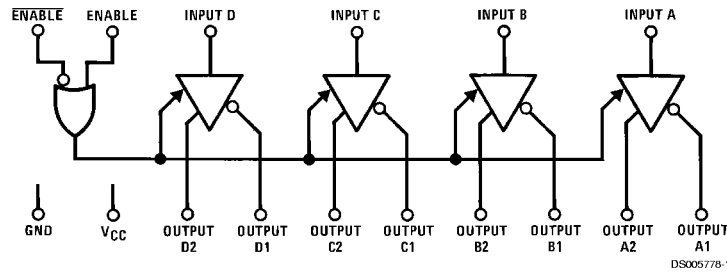 ENABLE ENABLE INPUT D INPUT C INPUT B INPUT A
GND VCC OUTPUT D2 OUTPUT D1 OUTPUT C2 OUTPUT C1 OUTPUT B2 OUTPUT B1 OUTPUT A2 OUTPUT A1
DS005778-